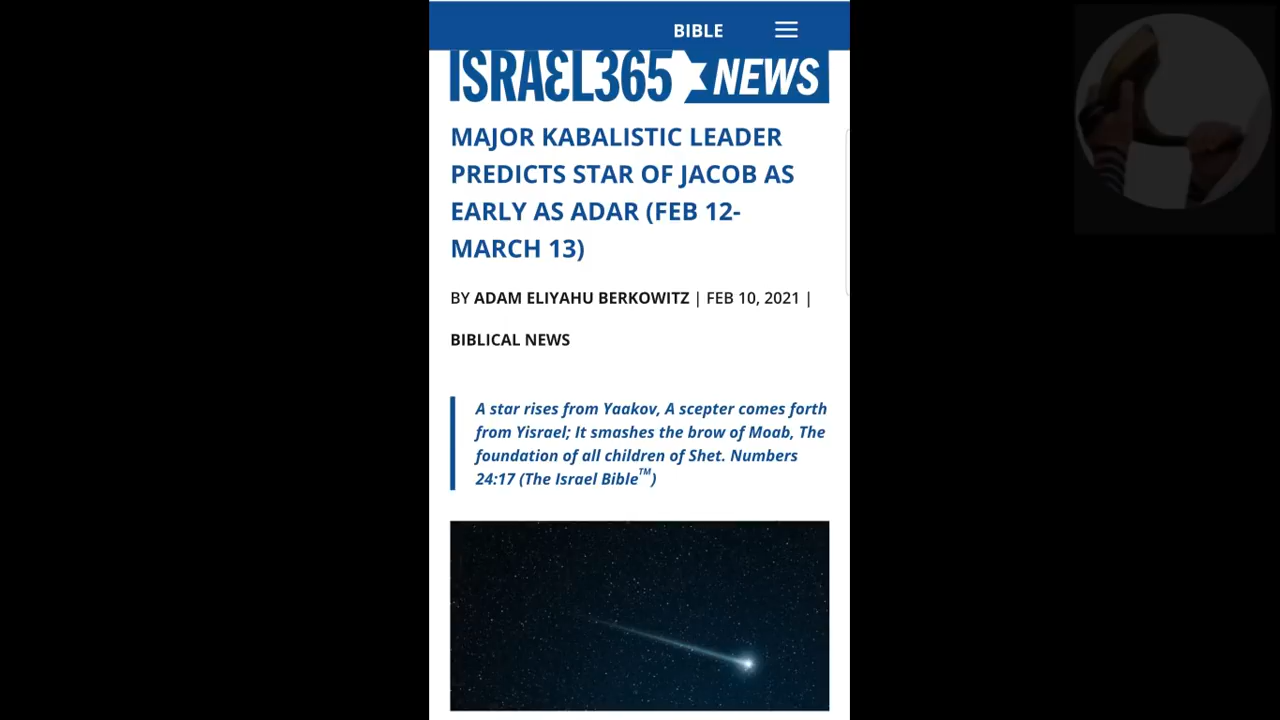 BIBLE
ISRAEL365 NEWS
MAJOR KABALISTIC LEADER
PREDICTS STAR OF JACOB AS
EARLY AS ADAR (FEB 12-
MARCH 13)
BY ADAM ELIYAHU BERKOWITZ | FEB 10, 2021 |
BIBLICAL NEWS
A star rises from Yaakov, A scepter comes forth
from Yisrael; It smashes the brow of Moab, The
foundation of all children of Shet. Numbers
24:17 (The Israel Bible™)